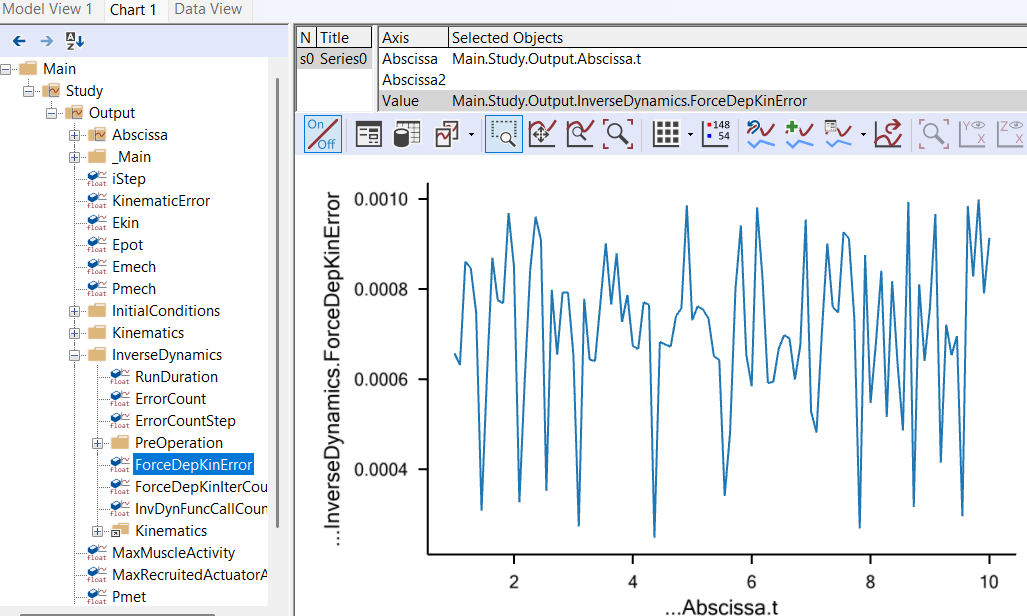 Model View 1 Chart 1 Data View
A
Z
Main
Study
Output
Abscissa
_Main
float iStep
float KinematicError
float Ekin
float Epot
float Emech
float Pmech
InitialConditions
Kinematics
InverseDynamics
float RunDuration
float ErrorCount
float ErrorCountStep
PreOperation
float ForceDepKinError
float ForceDepKinIterCou
float InvDynFuncCallCoun
Kinematics
float MaxMuscleActivity
float MaxRecruitedActuatorA
float Pmet
N Title
s0 Series0
Axis Selected Objects
Abscissa Main.Study.Output.Abscissa.t
Abscissa2
Value Main.Study.Output.InverseDynamics.ForceDepKinError
On
Off
148
54
Y
X
Z
X
...InverseDynamics.ForceDepKinError
0.0010
0.0008
0.0006
0.0004
2 4 6 8 10
...Abscissa.t